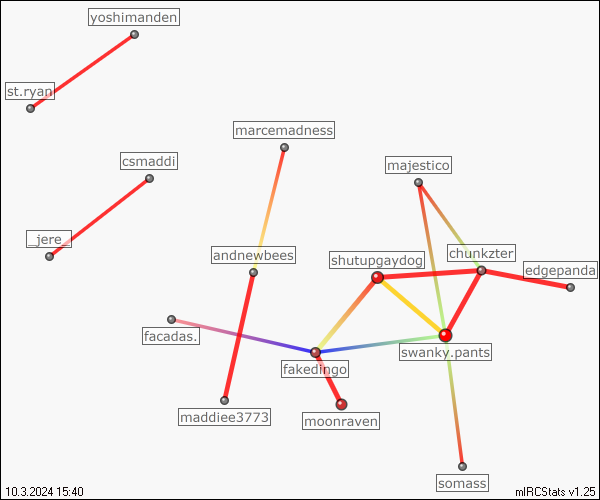 yoshimanden
st.ryan
marcemadness
csmaddi
majestico
_jere_
andnewbees
shutupgaydog
chunkzter
edgepanda
facadas.
fakedingo
swanky.pants
maddiee3773
moonraven
somass
10.3.2024 15:40
mIRCStats v1.25